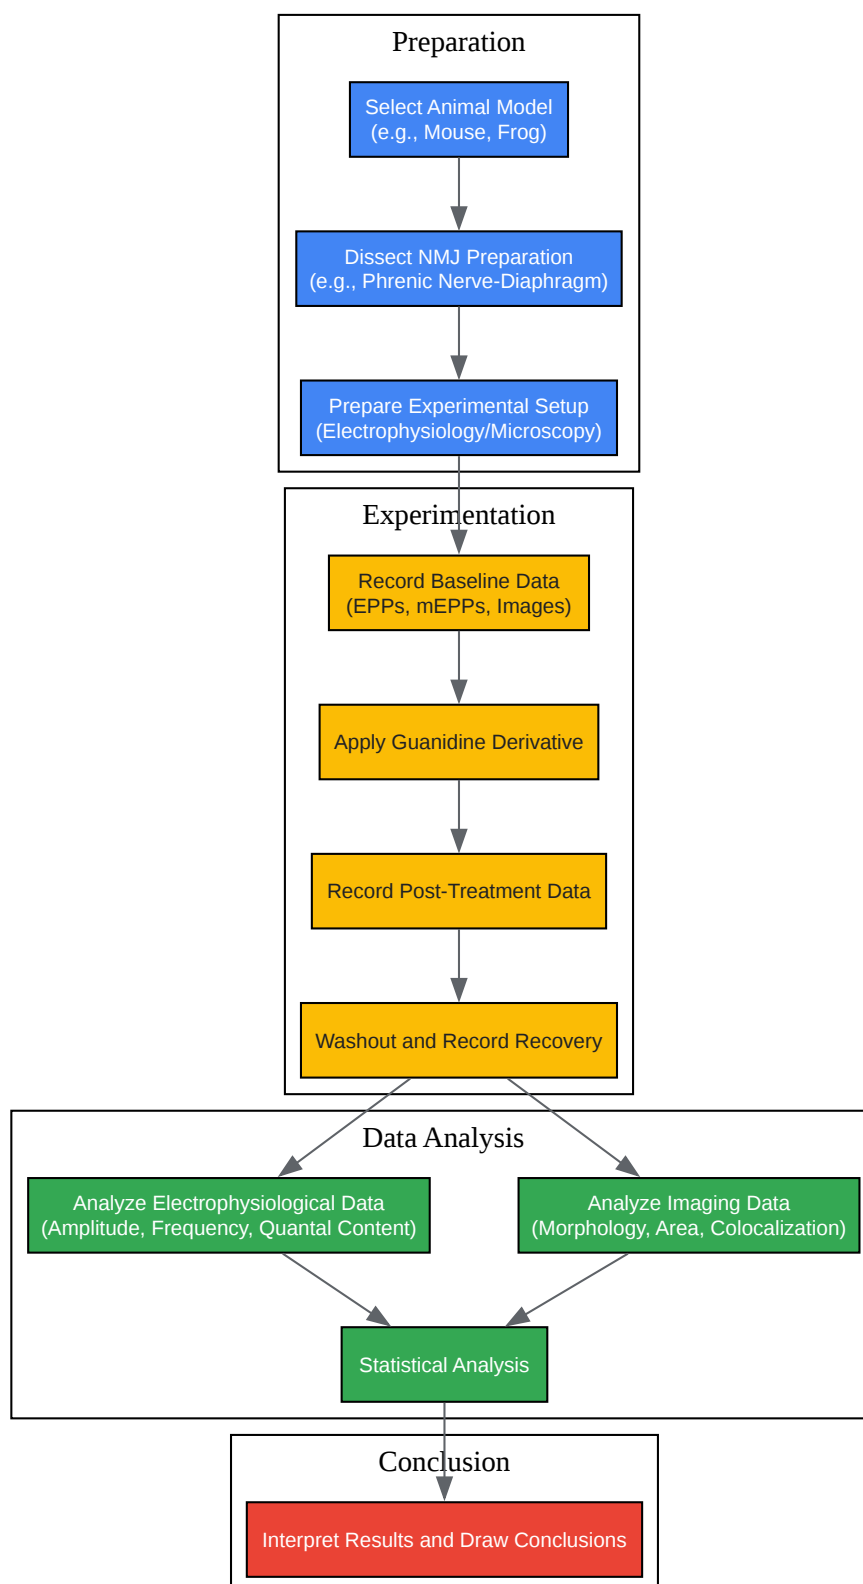 Preparation
Select Animal Model
(e.g., Mouse, Frog)
Dissect NMJ Preparation
(e.g., Phrenic Nerve-Diaphragm)
Prepare Experimental Setup
(Electrophysiology/Microscopy)
Experimentation
Record Baseline Data
(EPPs, mEPPs, Images)
Apply Guanidine Derivative
Record Post-Treatment Data
Washout and Record Recovery
Data Analysis
Analyze Electrophysiological Data
(Amplitude, Frequency, Quantal Content)
Analyze Imaging Data
(Morphology, Area, Colocalization)
Statistical Analysis
Conclusion
Interpret Results and Draw Conclusions